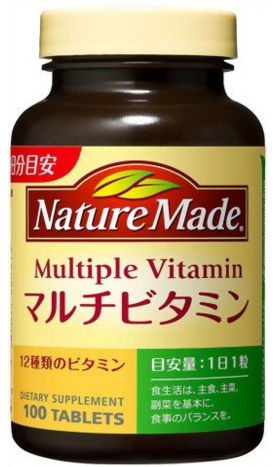 日分目安
Nature Made®
Multiple Vitamin
マルチビタミン
12種類のビタミン
目安量:1日1粒
DIETARY SUPPLEMENT
100 TABLETS
食生活は、主食、主菜、
副菜を基本に、
食事のバランスを。